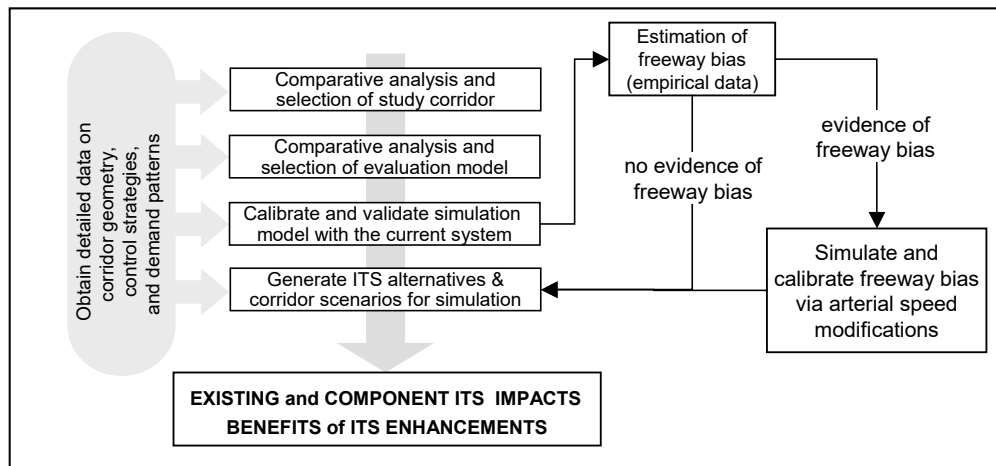 Obtain detailed data on
corridor geometry,
control strategies,
and demand patterns
Comparative analysis and
selection of study corridor
Comparative analysis and
selection of evaluation model
Calibrate and validate simulation
model with the current system
Generate ITS alternatives &
corridor scenarios for simulation
Estimation of
freeway bias
(empirical data)
no evidence of
freeway bias
evidence of
freeway bias
Simulate and
calibrate freeway bias
via arterial speed
modifications
EXISTING and COMPONENT ITS IMPACTS
BENEFITS of ITS ENHANCEMENTS